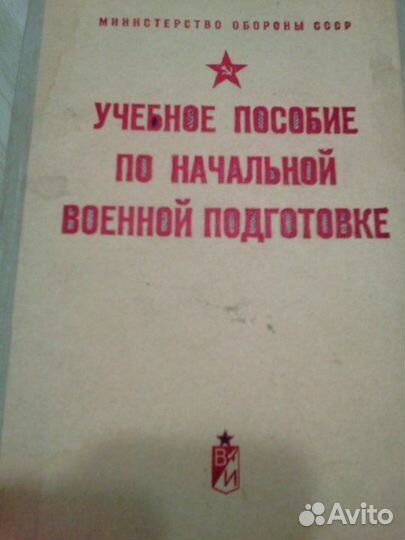 МИНИСТЕРСТВО ОБОРОНЫ СССР
УЧЕБНОЕ ПОСОБИЕ
ПО НАЧАЛЬНОЙ
ВОЕННОЙ ПОДГОТОВКЕ
ВИ
Avito